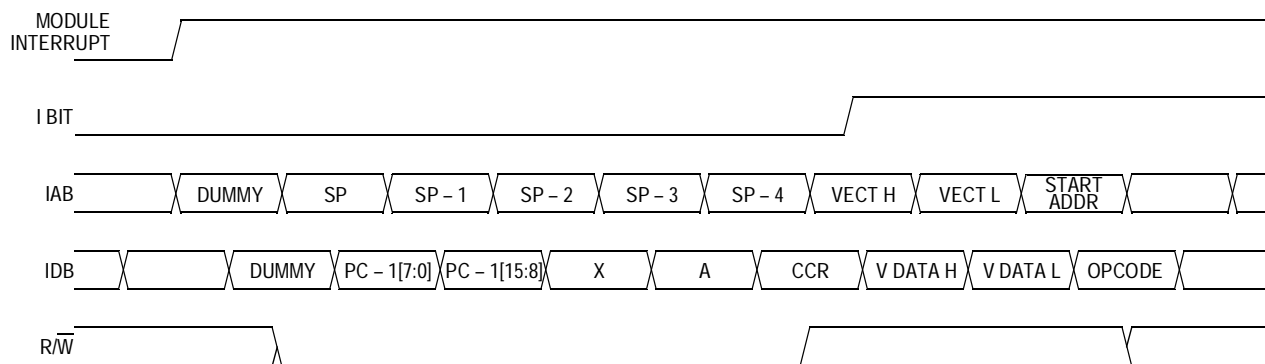 MODULE
INTERRUPT
I BIT
IAB DUMMY SP SP – 1 SP – 2 SP – 3 SP – 4 VECT H VECT L START
ADDR
IDB DUMMY PC – 1[7:0] PC – 1[15:8] X A CCR V DATA H V DATA L OPCODE
R/W̅